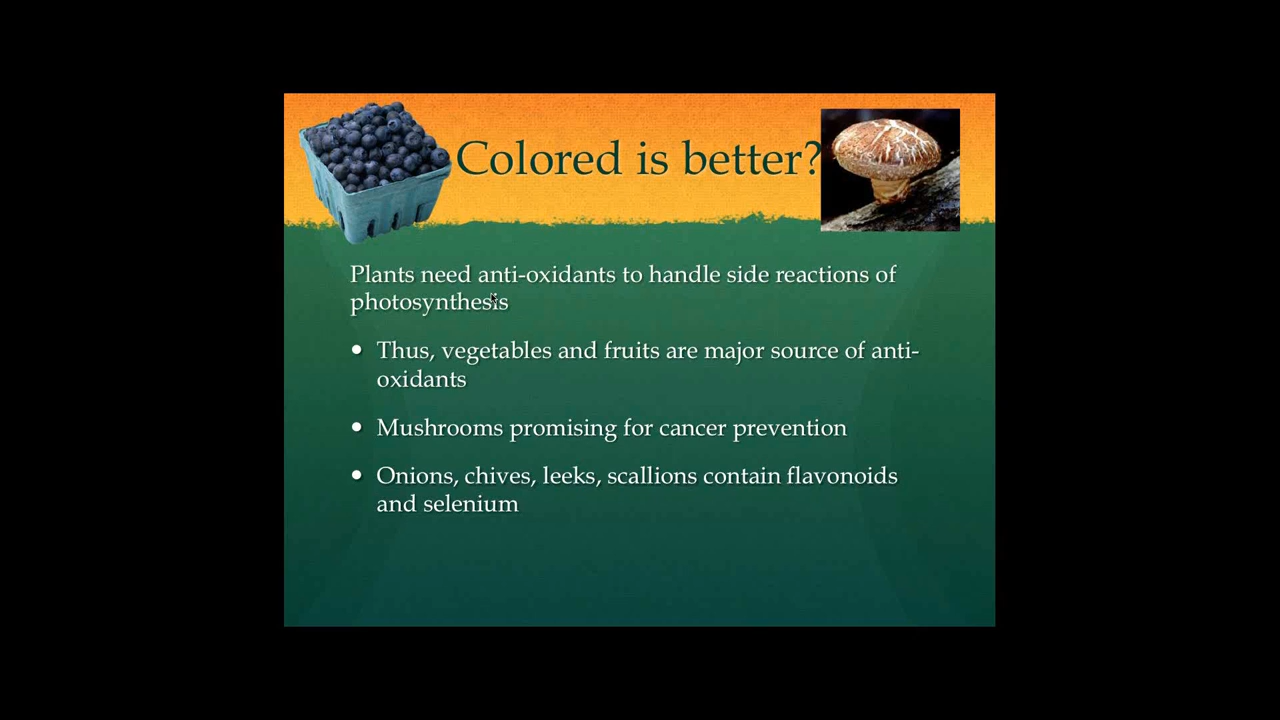 Colored is better?
Plants need anti-oxidants to handle side reactions of
photosynthesis
• Thus, vegetables and fruits are major source of anti-
oxidants
• Mushrooms promising for cancer prevention
• Onions, chives, leeks, scallions contain flavonoids
and selenium